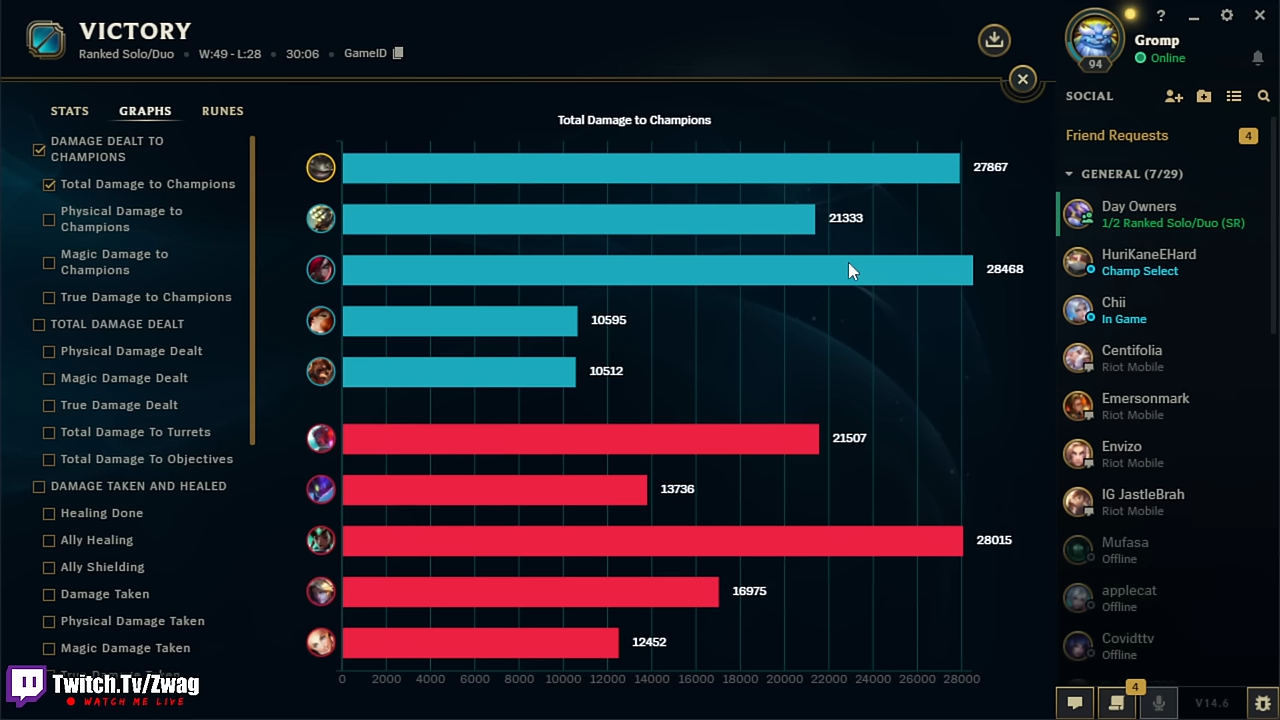 VICTORY
Ranked Solo/Duo • W:49 - L:28 • 30:06 GameID
94
?
Gromp
Online
SOCIAL
Friend Requests
4
GENERAL (7/29)
Day Owners
1/2 Ranked Solo/Duo (SR)
HuriKaneEHard
Champ Select
Chii
In Game
Centifolia
Riot Mobile
Emersonmark
Riot Mobile
Envizo
Riot Mobile
IG JastleBrah
Riot Mobile
Mufasa
Offline
applecat
Offline
Covidttv
Offline
4
V14.6
STATS GRAPHS RUNES
DAMAGE DEALT TO
CHAMPIONS
Total Damage to Champions
Physical Damage to
Champions
Magic Damage to
Champions
True Damage to Champions
TOTAL DAMAGE DEALT
Physical Damage Dealt
Magic Damage Dealt
True Damage Dealt
Total Damage To Turrets
Total Damage To Objectives
DAMAGE TAKEN AND HEALED
Healing Done
Ally Healing
Ally Shielding
Damage Taken
Physical Damage Taken
Magic Damage Taken
True Damage Taken
Twitch.Tv/Zwag
WATCH ME LIVE
Total Damage to Champions
27867
21333
28468
10595
10512
21507
13736
28015
16975
12452
0 2000 4000 6000 8000 10000 12000 14000 16000 18000 20000 22000 24000 26000 28000